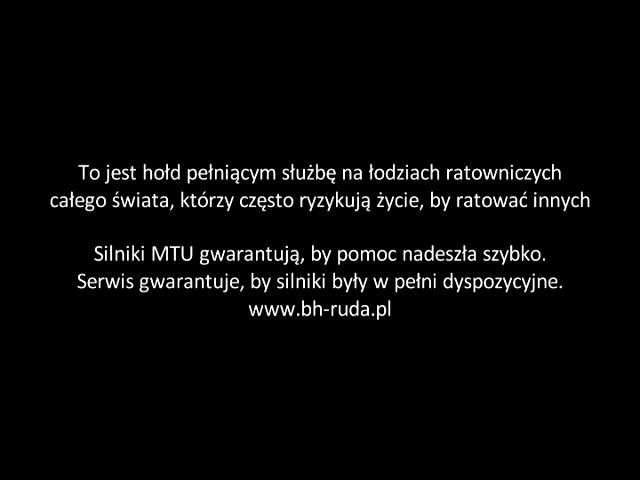 To jest hołd pełniącym służbę na łodziach ratowniczych
całego świata, którzy często ryzykują życie, by ratować innych
Silniki MTU gwarantują, by pomoc nadeszła szybko.
Serwis gwarantuje, by silniki były w pełni dyspozycyjne.
www.bh-ruda.pl